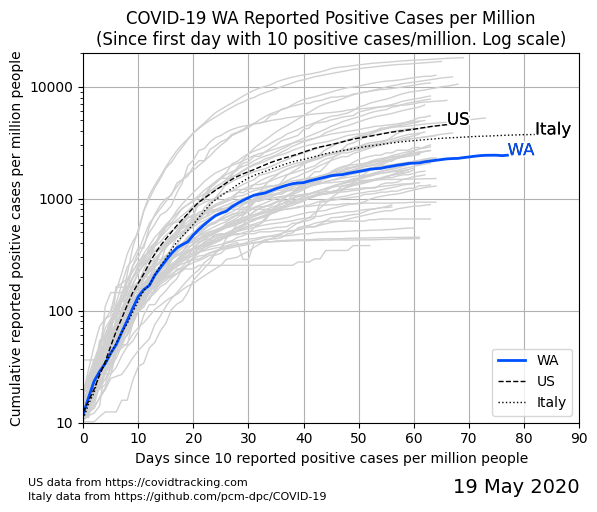 COVID-19 WA Reported Positive Cases per Million
(Since first day with 10 positive cases/million. Log scale)
Cumulative reported positive cases per million people
10000
1000
100
10
US
Italy
WA
WA
US
Italy
0 10 20 30 40 50 60 70 80 90
Days since 10 reported positive cases per million people
US data from https://covidtracking.com
Italy data from https://github.com/pcm-dpc/COVID-19
19 May 2020